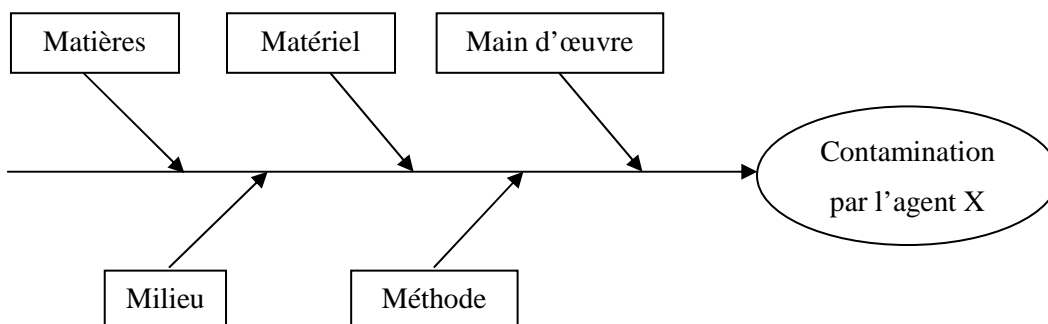 Matières
Matériel
Main d’œuvre
Contamination
par l’agent X
Milieu
Méthode